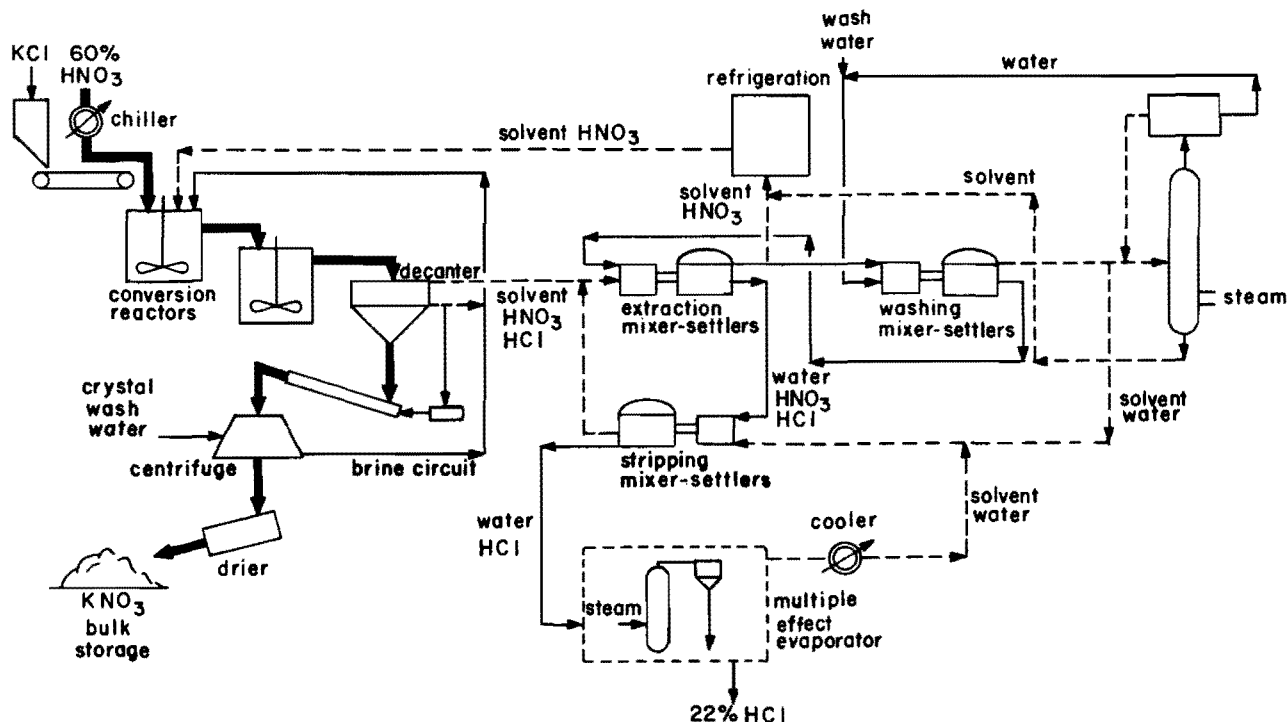 KCl
60%
HNO3
chiller
solvent HNO3
refrigeration
wash
water
water
conversion
reactors
decanter
solvent
HNO3
HCl
solvent
HNO3
extraction
mixer-settlers
solvent
washing
mixer-settlers
steam
crystal
wash
water
centrifuge
brine circuit
water
HNO3
HCl
stripping
mixer-settlers
solvent
water
drier
KNO3
bulk
storage
water
HCl
cooler
solvent
water
steam
multiple
effect
evaporator
22% HCl